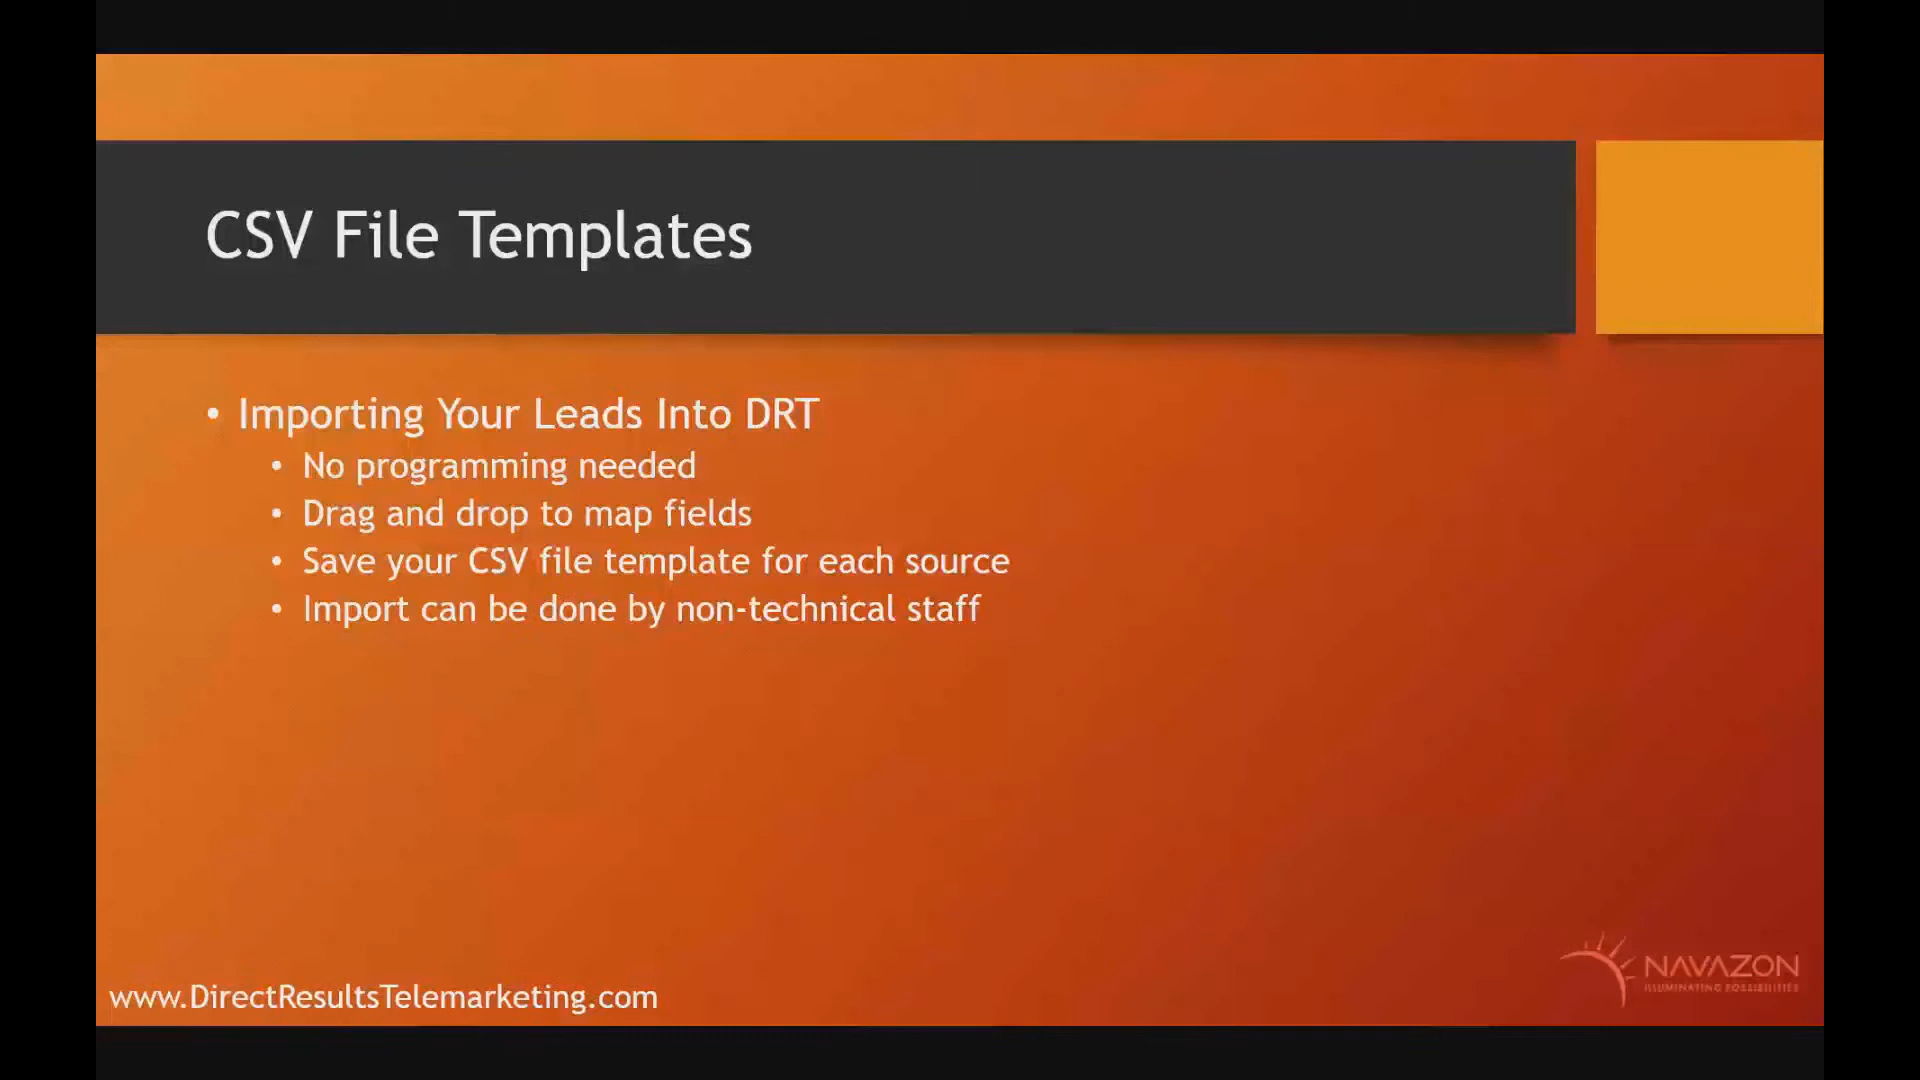 CSV File Templates
• Importing Your Leads Into DRT
• No programming needed
• Drag and drop to map fields
• Save your CSV file template for each source
• Import can be done by non-technical staff
www.DirectResultsTelemarketing.com
NAVAZON
ILLUMINATING POSSIBILITIES